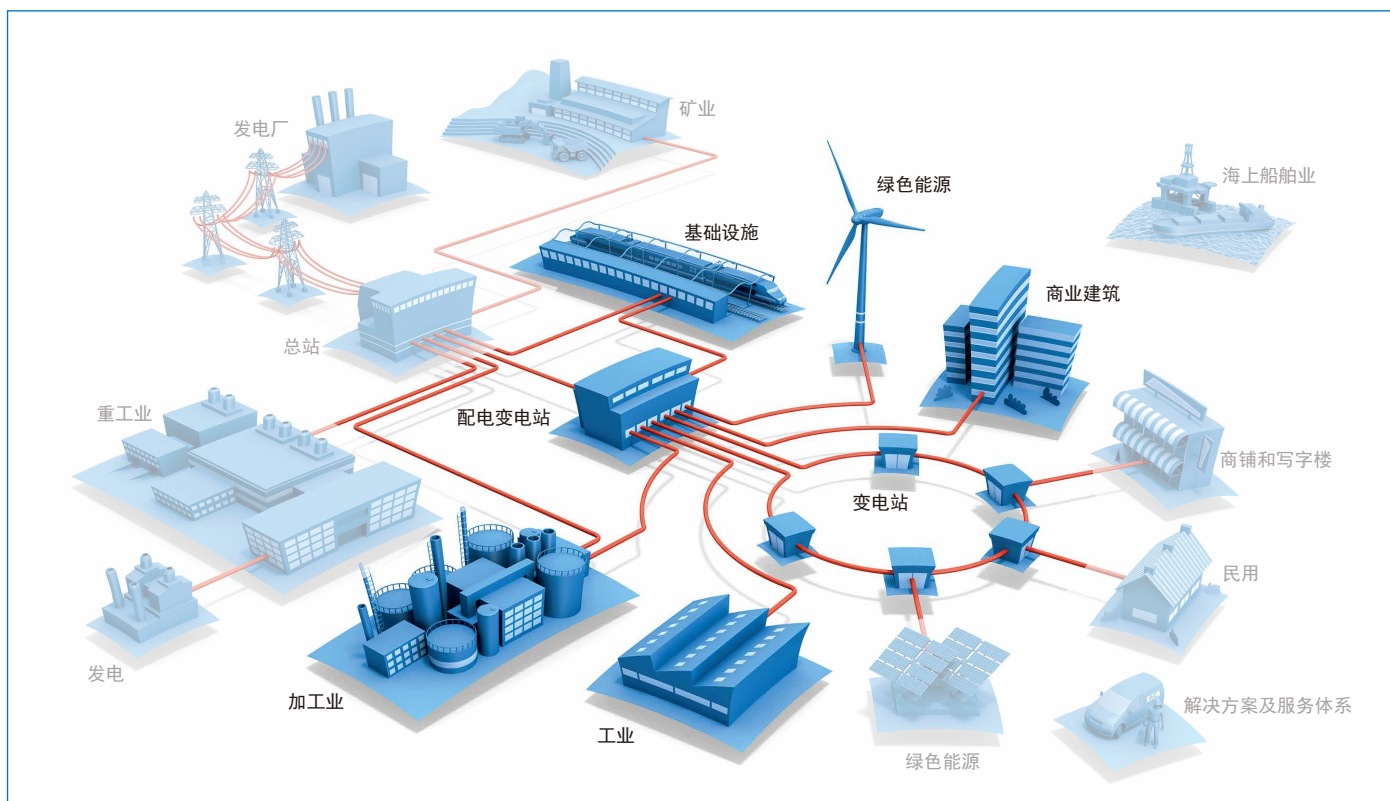 矿业
发电厂
绿色能源
海上船舶业
基础设施
商业建筑
总站
重工业
配电变电站
商铺和写字楼
变电站
民用
发电
加工业
解决方案及服务体系
工业
绿色能源